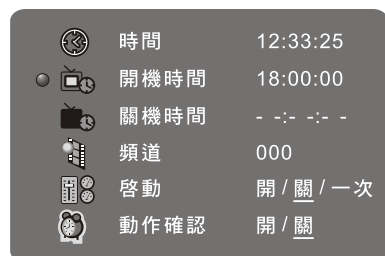 時間 12:33:25
開機時間 18:00:00
關機時間 - -:- -:- -
頻道 000
啓動 開 / 關 / 一次
動作確認 開 / 關